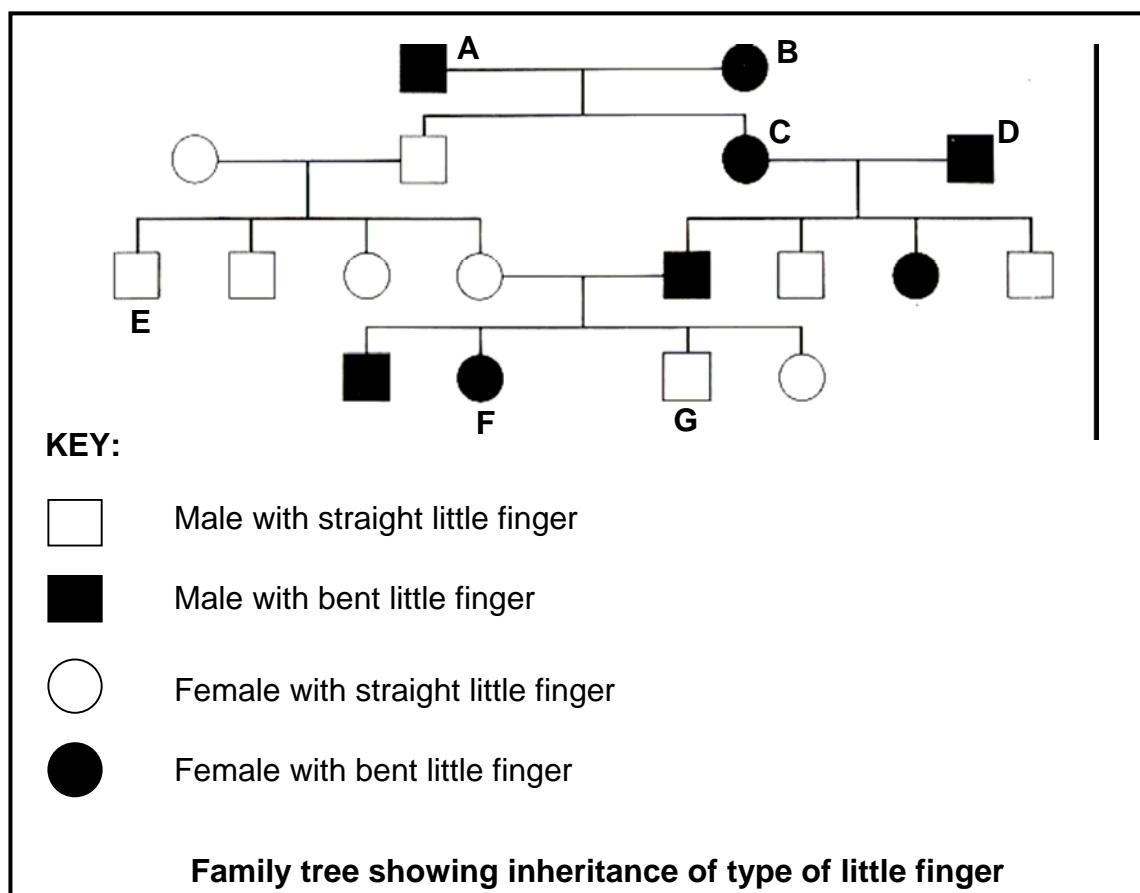 A B
C D
E
F G
KEY:
Male with straight little finger
Male with bent little finger
Female with straight little finger
Female with bent little finger
Family tree showing inheritance of type of little finger